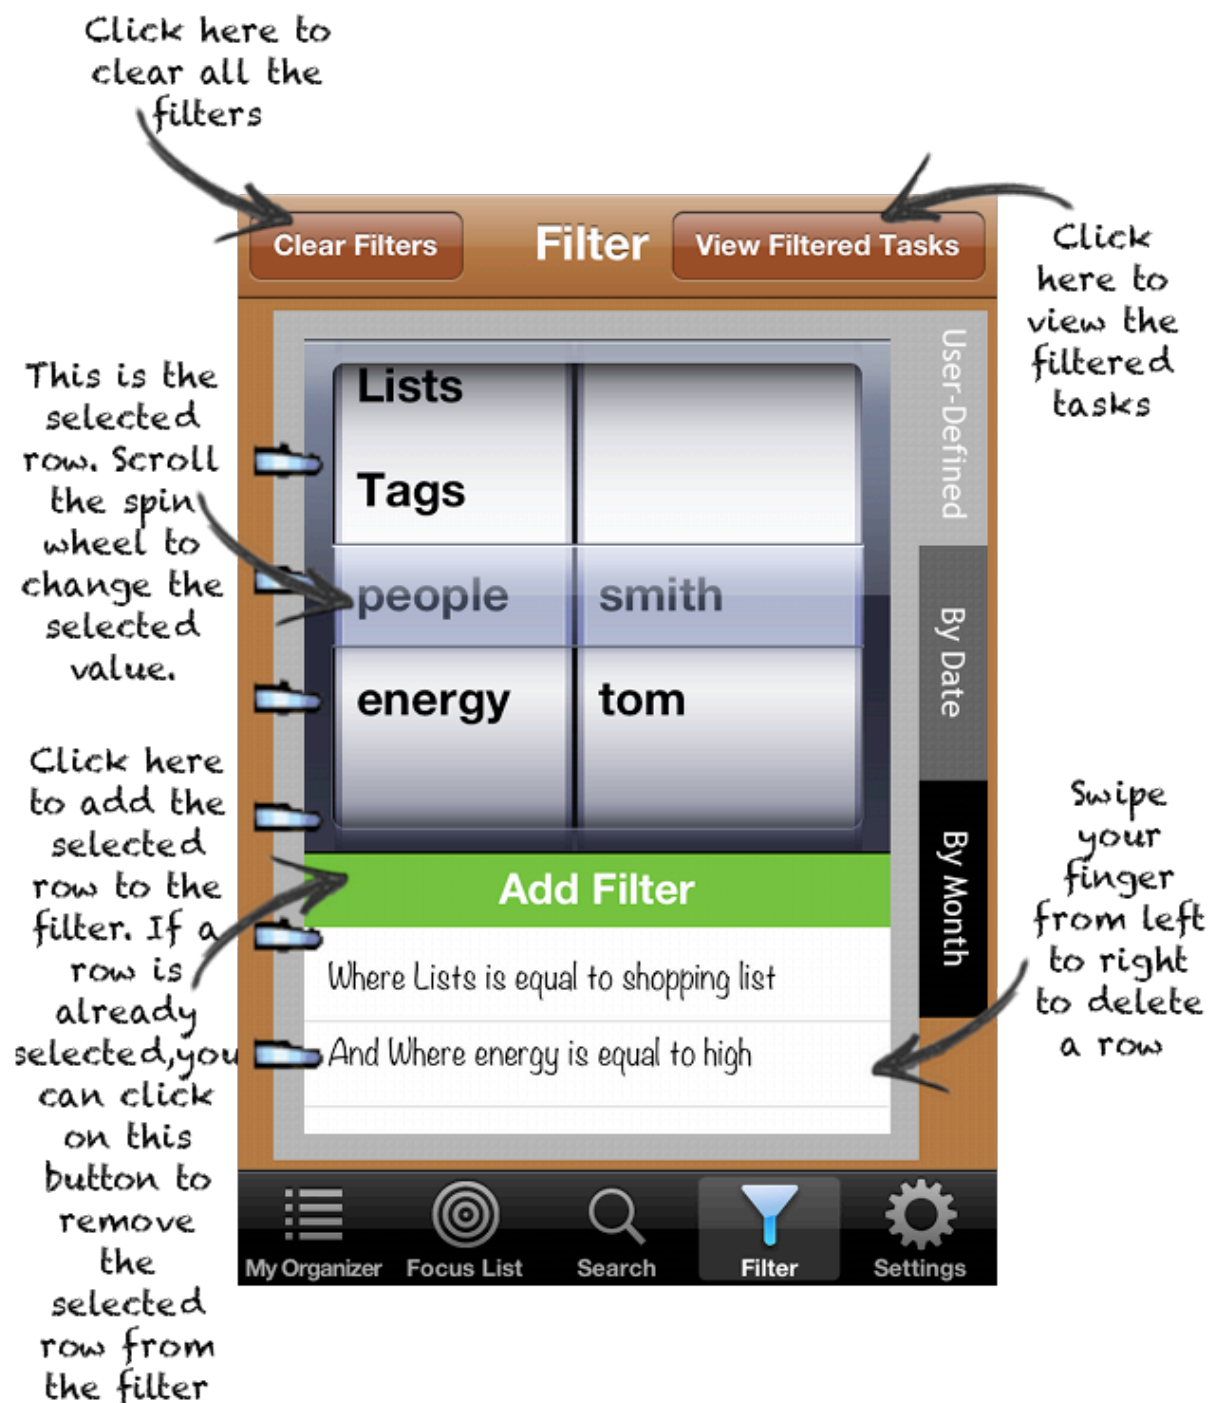 Click here to
clear all the
filters
Clear Filters
Filter
View Filtered Tasks
Click
here to
view the
filtered
tasks
This is the
selected
row. Scroll
the spin
wheel to
change the
selected
value.
Lists
Tags
people smith
energy tom
User-Defined
By Date
By Month
Click here
to add the
selected
row to the
filter. If a
row is
already
selected,you
can click
on this
button to
remove
the
selected
row from
the filter
Add Filter
Where Lists is equal to shopping list
And Where energy is equal to high
Swipe
your
finger
from left
to right
to delete
a row
My Organizer
Focus List
Search
Filter
Settings